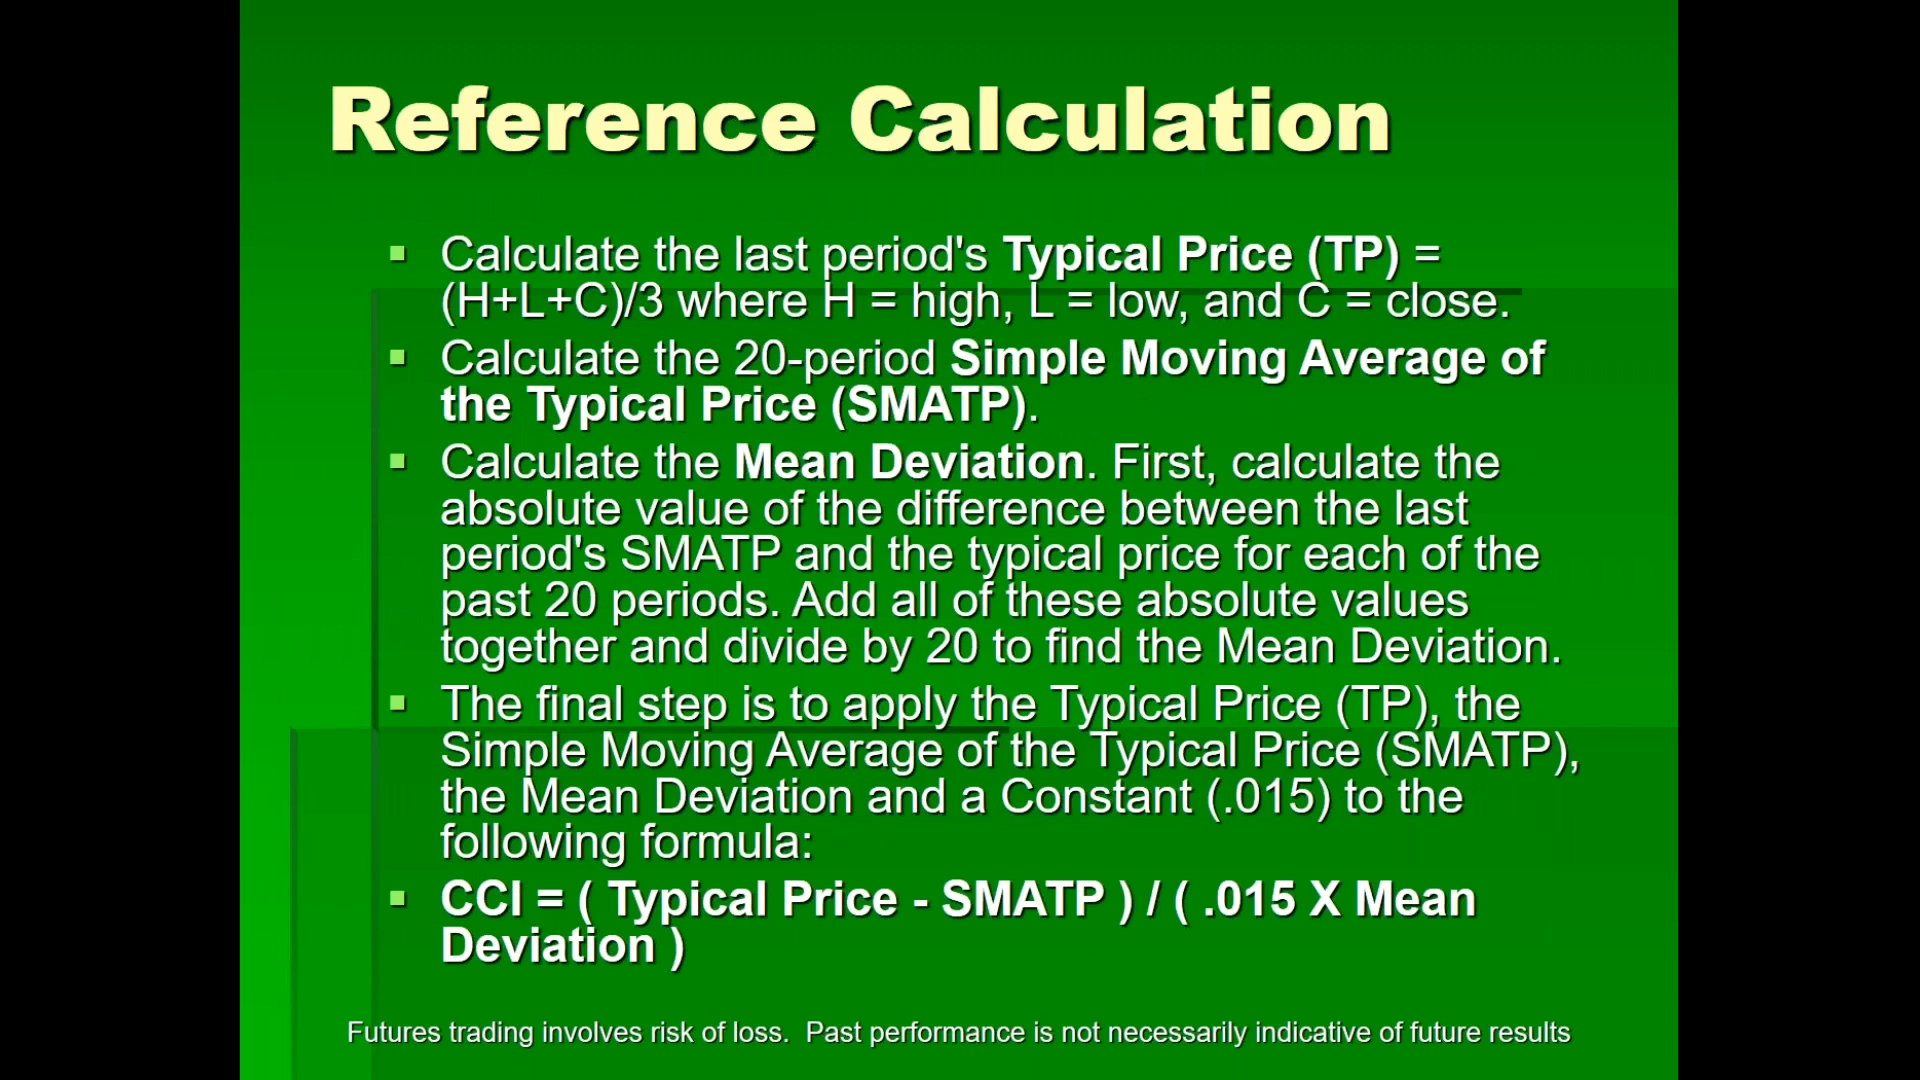 Reference Calculation
Calculate the last period's Typical Price (TP) =
(H+L+C)/3 where H = high, L = low, and C = close.
Calculate the 20-period Simple Moving Average of
the Typical Price (SMATP).
Calculate the Mean Deviation. First, calculate the
absolute value of the difference between the last
period's SMATP and the typical price for each of the
past 20 periods. Add all of these absolute values
together and divide by 20 to find the Mean Deviation.
The final step is to apply the Typical Price (TP), the
Simple Moving Average of the Typical Price (SMATP),
the Mean Deviation and a Constant (.015) to the
following formula:
CCI = ( Typical Price - SMATP ) / ( .015 X Mean
Deviation )
Futures trading involves risk of loss.  Past performance is not necessarily indicative of future results